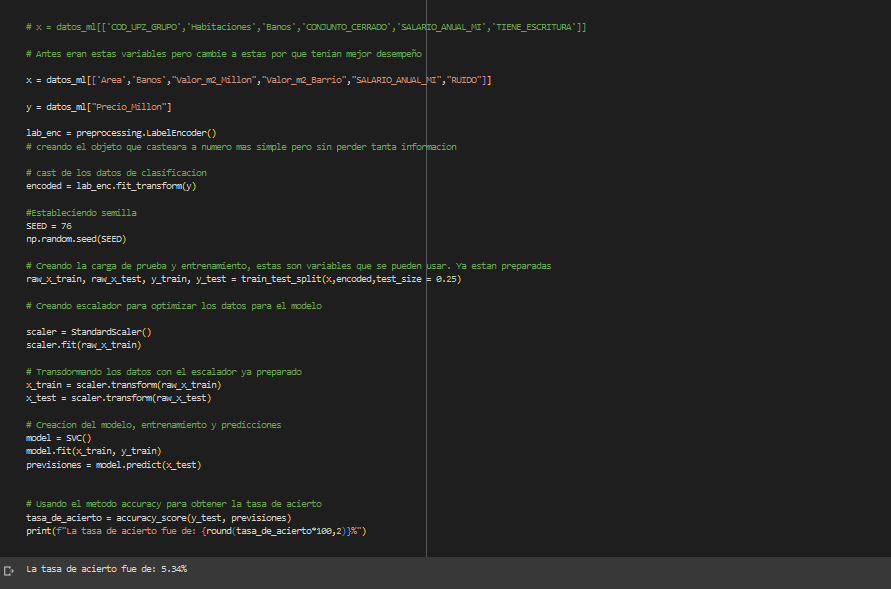 # x = datos_ml[['COD_UPZ_GRUPO','Habitaciones','Banos','CONJUNTO_CERRADO','SALARIO_ANUAL_MI','TIENE_ESCRITURA']]
# Antes eran estas variables pero cambie a estas por que tenian mejor desempeño
x = datos_ml[['Area','Banos',"Valor_m2_Millon","Valor_m2_Barrio","SALARIO_ANUAL_MI","RUIDO"]]
y = datos_ml["Precio_Millon"]
lab_enc = preprocessing.LabelEncoder()
# creando el objeto que casteara a numero mas simple pero sin perder tanta informacion
# cast de los datos de clasificacion
encoded = lab_enc.fit_transform(y)
#Estableciendo semilla
SEED = 76
np.random.seed(SEED)
# Creando la carga de prueba y entrenamiento, estas son variables que se pueden usar. Ya estan preparadas
raw_x_train, raw_x_test, y_train, y_test = train_test_split(x,encoded,test_size = 0.25)
# Creando escalador para optimizar los datos para el modelo
scaler = StandardScaler()
scaler.fit(raw_x_train)
# Transdormando los datos con el escalador ya preparado
x_train = scaler.transform(raw_x_train)
x_test = scaler.transform(raw_x_test)
# Creacion del modelo, entrenamiento y predicciones
model = SVC()
model.fit(x_train, y_train)
previsiones = model.predict(x_test)
# Usando el metodo accuracy para obtener la tasa de acierto
tasa_de_acierto = accuracy_score(y_test, previsiones)
print(f"La tasa de acierto fue de: {round(tasa_de_acierto*100,2)}%")
La tasa de acierto fue de: 5.34%